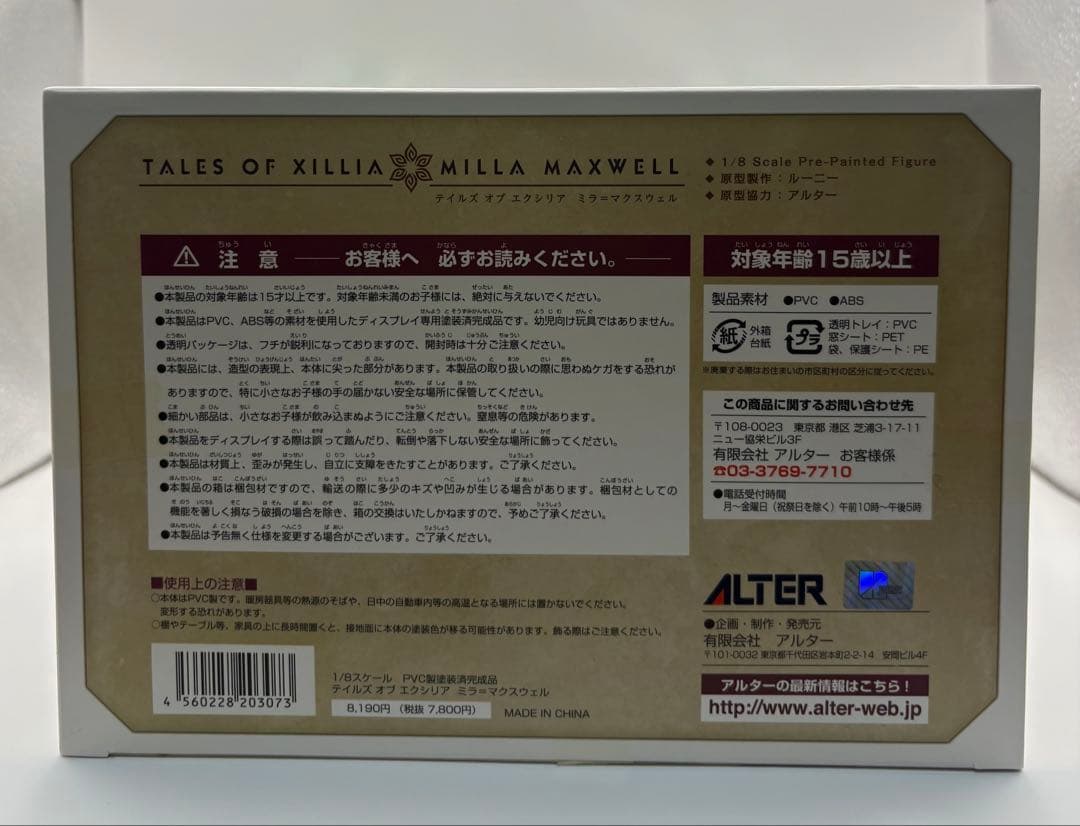 TALES OF XILLIA MILLA MAXWELL
テイルズ オブ エクシリア ミラ=マクスウェル
◆ 1/8 Scale Pre-Painted Figure
◆ 原型製作：ルーニー
◆ 原型協力：アルター
注意 お客様へ 必ずお読みください。
●本製品の対象年齢は15才以上です。対象年齢未満のお子様には、絶対に与えないでください。
●本製品はPVC、ABS等の素材を使用したディスプレイ専用塗装済完成品です。幼児向け玩具ではありません。
●透明パッケージは、フチが鋭利になっておりますので、開封時は十分ご注意ください。
●本製品には、造型の表現上、本体に尖った部分があります。本製品の取り扱いの際に思わぬケガをする恐れが
ありますので、特に小さなお子様の手の届かない安全な場所に保管してください。
●細かい部品は、小さなお子様が飲み込まぬようにご注意ください。窒息等の危険があります。
●本製品をディスプレイする際は誤って踏んだり、転倒や落下しない安全な場所に飾ってください。
●本製品は材質上、歪みが発生し、自立に支障をきたすことがあります。ご了承ください。
●本製品の箱は梱包材ですので、輸送の際に多少のキズや凹みが生じる場合があります。梱包材としての
機能を著しく損なう破損の場合を除き、箱の交換はいたしかねますので、予めご了承ください。
●本製品は予告無く仕様を変更する場合がございます。ご了承ください。
対象年齢15歳以上
製品素材 ●PVC ●ABS
紙 外箱
台紙
プラ 透明トレイ：PVC
窓シート：PET
袋、保護シート：PE
※廃棄する際はお住まいの市区町村の区分に従ってください。
この商品に関するお問い合わせ先
〒108-0023 東京都 港区 芝浦3-17-11
ニュー協栄ビル3F
有限会社 アルター お客様係
☎03-3769-7710
●電話受付時間
月〜金曜日（祝祭日を除く）午前10時〜午後5時
■使用上の注意■
○本体はPVC製です。暖房器具等の熱源のそばや、日中の自動車内等の高温となる場所には置かないでください。
変形する恐れがあります。
○棚やテーブル等、家具の上に長時間置くと、接地面に本体の塗装色が移る可能性があります。飾る際はご注意ください。
ALTER
●企画・制作・発売元
有限会社 アルター
〒101-0032 東京都千代田区岩本町2-2-14 安岡ビル4F
アルターの最新情報はこちら！
http://www.alter-web.jp
4 560228 203073
1/8スケール PVC製塗装済完成品
テイルズ オブ エクシリア ミラ=マクスウェル
8,190円（税抜 7,800円） MADE IN CHINA